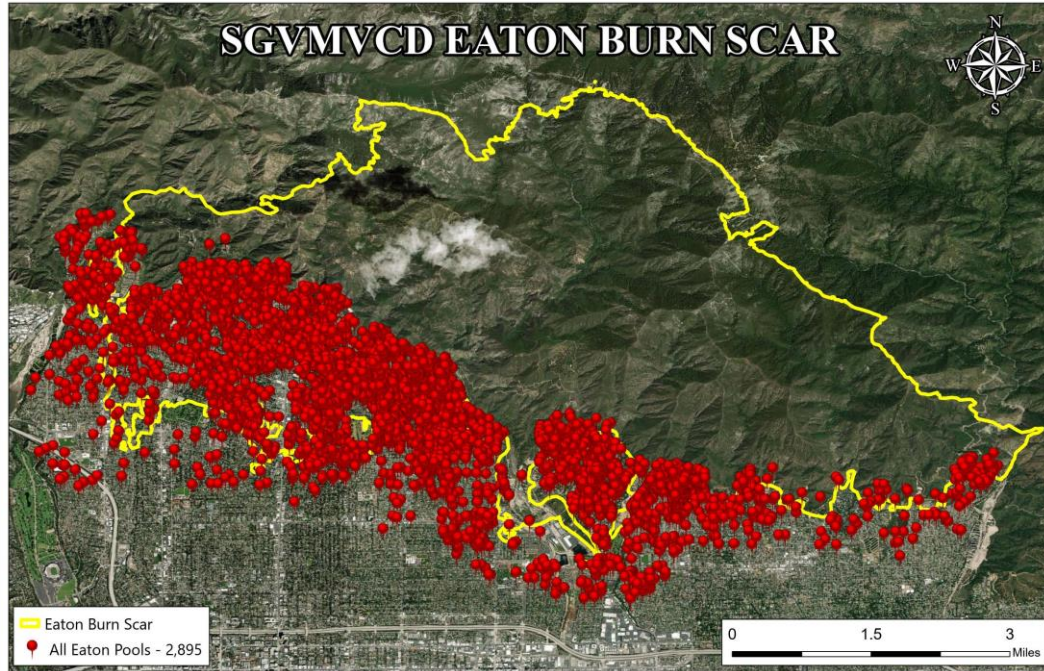 SGVMVCD EATON BURN SCAR
N
W E
S
Eaton Burn Scar
All Eaton Pools - 2,895
0 1.5 3
Miles